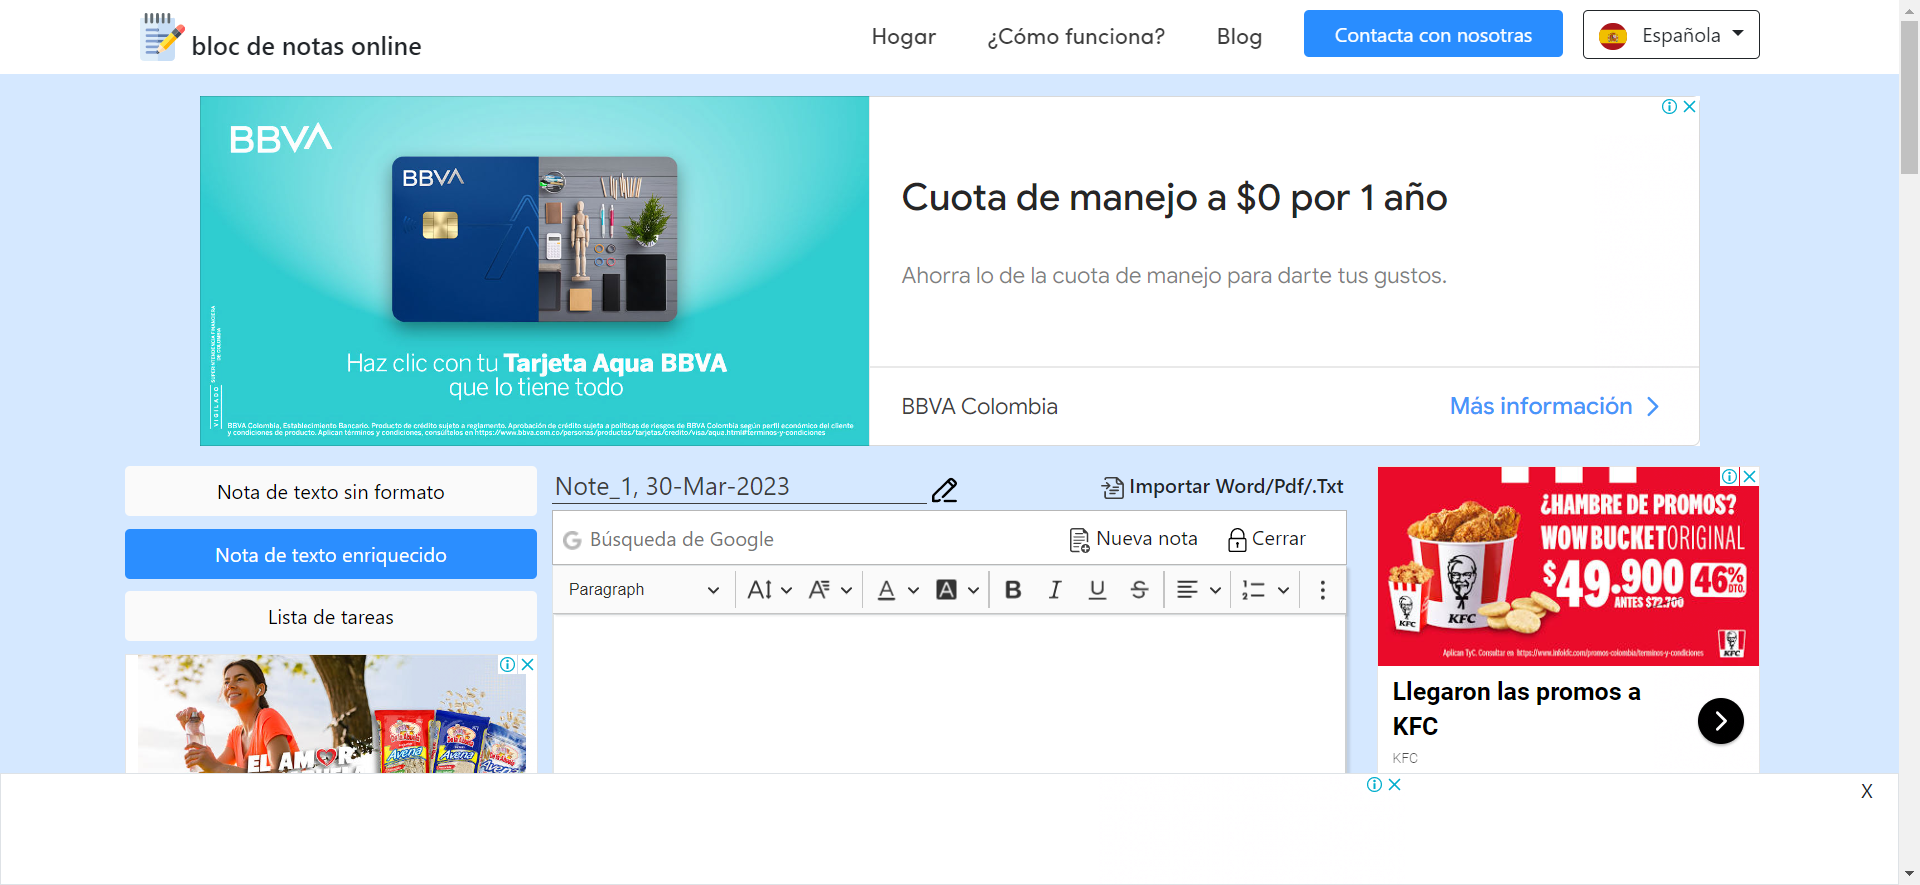 bloc de notas online
Hogar
¿Cómo funciona?
Blog
Contacta con nosotras
Española
BBVA
BBVA
Haz clic con tu Tarjeta Aqua BBVA
que lo tiene todo
VIGILADO
BBVA Colombia, Establecimiento Bancario. Producto de crédito sujeto a reglamento. Aprobación de crédito sujeta a políticas de riesgos de BBVA Colombia según perfil económico del cliente
y condiciones de producto. Aplican términos y condiciones, consúltelos en https://www.bbva.com.co/personas/productos/tarjetas/credito/visa/aqua.html#terminos-y-condiciones
Cuota de manejo a $0 por 1 año
Ahorra lo de la cuota de manejo para darte tus gustos.
BBVA Colombia
Más información
Nota de texto sin formato
Nota de texto enriquecido
Lista de tareas
Note_1, 30-Mar-2023
Importar Word/Pdf/.Txt
Búsqueda de Google
Nueva nota
Cerrar
Paragraph
¿HAMBRE DE PROMOS?
WOW BUCKET ORIGINAL
$49.900 46% DTO.
ANTES $72.700
KFC
KFC
KFC
Aplican TyC. Consultar en https://www.infokfc.com/promos-colombia/terminos-y-condiciones
Llegaron las promos a
KFC
KFC
EL AMOR
Avena
Avena
Avena
X